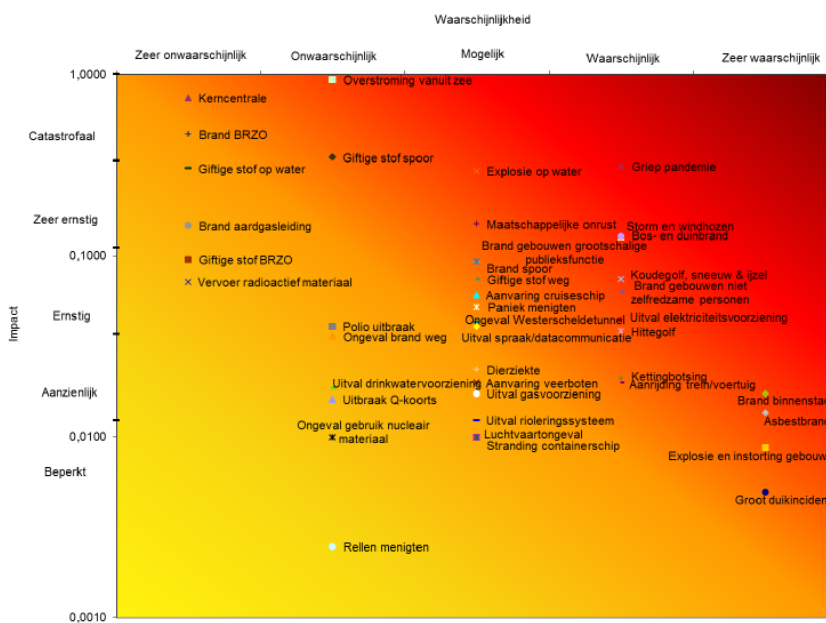 Waarschijnlijkheid
Zeer onwaarschijnlijk
Onwaarschijnlijk
Mogelijk
Waarschijnlijk
Zeer waarschijnlijk
Impact
1,0000
Catastrofaal
Zeer ernstig
0,1000
Ernstig
Aanzienlijk
0,0100
Beperkt
0,0010
Kerncentrale
Brand BRZO
Giftige stof op water
Brand aardgasleiding
Giftige stof BRZO
Vervoer radioactief materiaal
Overstroming vanuit zee
Giftige stof spoor
Polio uitbraak
Ongeval brand weg
Uitval drinkwatervoorziening
Uitbraak Q-koorts
Ongeval gebruik nucleair
materiaal
Rellen menigten
Explosie op water
Maatschappelijke onrust
Brand gebouwen grootschalige
publieksfunctie
Brand spoor
Giftige stof weg
Aanvaring cruiseschip
Paniek menigten
Ongeval Westerscheldetunnel
Uitval spraak/datacommunicatie
Dierziekte
Aanvaring veerboten
Uitval gasvoorziening
Uitval rioleringssysteem
Luchtvaartongeval
Stranding containerschip
Griep pandemie
Storm en windhozen
Bos- en duinbrand
Koudegolf, sneeuw & ijzel
Brand gebouwen niet
zelfredzame personen
Uitval elektriciteitsvoorziening
Hittegolf
Kettingbotsing
Aanrijding trein/voertuig
Brand binnenstad
Asbestbrand
Explosie en instorting gebouw
Groot duikinciden